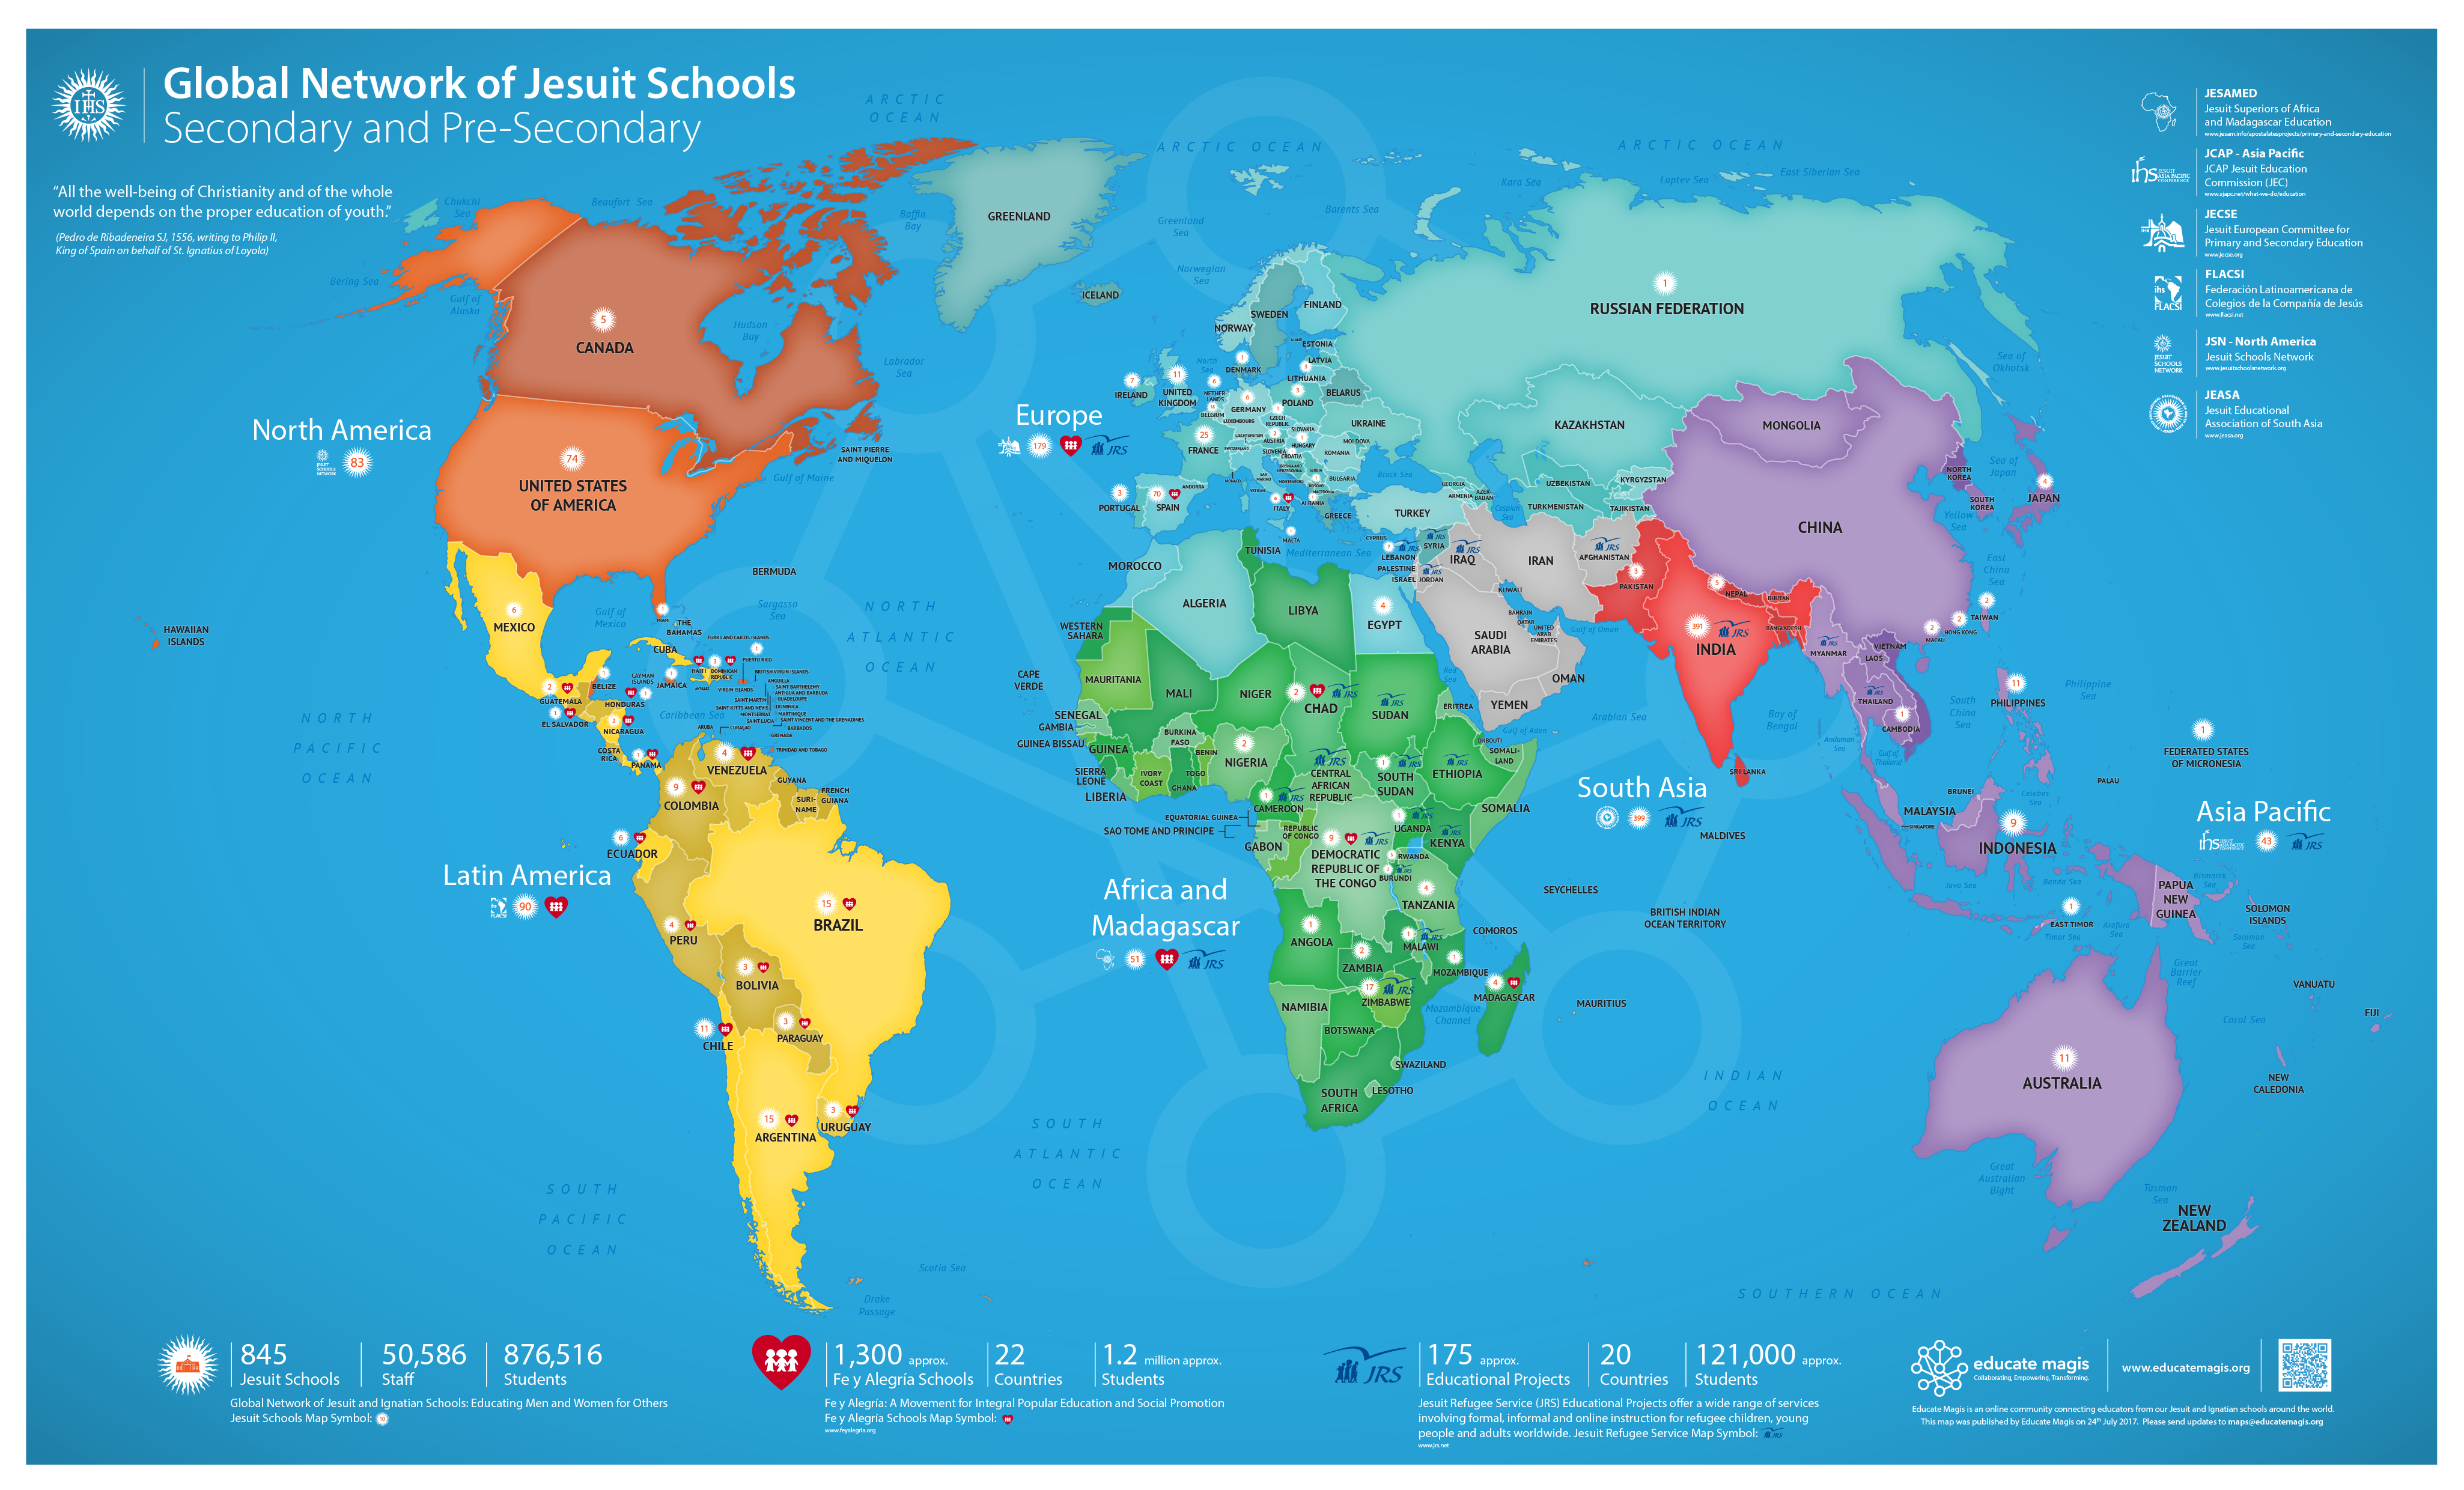 Global Network of Jesuit Schools
Secondary and Pre-Secondary
IHS
“All the well-being of Christianity and of the whole
world depends on the proper education of youth.”
(Pedro de Ribadeneira SJ, 1556, writing to Philip II,
King of Spain on behalf of St. Ignatius of Loyola)
JESAMED
Jesuit Superiors of Africa
and Madagascar Education
www.jesam.info/apostalatesprojects/primary-and-secondary-education
JCAP - Asia Pacific
JCAP Jesuit Education
Commission (JEC)
www.sjapc.net/what-we-do/education
JECSE
Jesuit European Committee for
Primary and Secondary Education
www.jecse.org
FLACSI
Federación Latinoamericana de
Colegios de la Compañía de Jesús
www.flacsi.net
JSN - North America
Jesuit Schools Network
www.jesuitschoolsnetwork.org
JEASA
Jesuit Educational
Association of South Asia
www.jeasa.org
ARCTIC
OCEAN
ARCTIC OCEAN
ARCTIC OCEAN
Chukchi
Sea
Beaufort Sea
Baffin
Bay
Greenland
Sea
Barents Sea
Kara Sea
Laptev Sea
East Siberian Sea
Bering Sea
Gulf of
Alaska
Hudson
Bay
Labrador
Sea
Norwegian
Sea
North
Sea
Sea of
Okhotsk
GREENLAND
ICELAND
5
CANADA
North America
83
74
UNITED STATES
OF AMERICA
SAINT PIERRE
AND MIQUELON
Gulf of Maine
BERMUDA
Sargasso
Sea
HAWAIIAN
ISLANDS
Gulf of
Mexico
6
MEXICO
1
MIAMI
THE
BAHAMAS
TURKS AND CAICOS ISLANDS
CUBA
CAYMAN
ISLANDS
1
JAMAICA
HAITI
3
DOMINICAN
REPUBLIC
1
PUERTO RICO
BRITISH VIRGIN ISLANDS
VIRGIN ISLANDS
ANGUILLA
SAINT BARTHELEMY
ANTIGUA AND BARBUDA
SAINT MARTIN
GUADELOUPE
SAINT KITTS AND NEVIS
DOMINICA
MONTSERRAT
MARTINIQUE
SAINT LUCIA
SAINT VINCENT AND THE GRENADINES
ARUBA
CURAÇAO
BARBADOS
GRENADA
TRINIDAD AND TOBAGO
Caribbean Sea
1
BELIZE
2
GUATEMALA
1
HONDURAS
1
EL SALVADOR
2
NICARAGUA
COSTA
RICA
1
PANAMA
4
VENEZUELA
9
COLOMBIA
GUYANA
SURI-
NAME
FRENCH
GUIANA
6
ECUADOR
Latin America
90
4
PERU
15
BRAZIL
3
BOLIVIA
3
PARAGUAY
11
CHILE
15
ARGENTINA
3
URUGUAY
NORTH
PACIFIC
OCEAN
NORTH
ATLANTIC
OCEAN
SOUTH
PACIFIC
OCEAN
SOUTH
ATLANTIC
OCEAN
Scotia Sea
Drake
Passage
Europe
179
JRS
SWEDEN
FINLAND
NORWAY
ESTONIA
LATVIA
3
LITHUANIA
1
DENMARK
7
IRELAND
11
UNITED
KINGDOM
6
NETHER-
LANDS
BELGIUM
LUXEMBOURG
6
GERMANY
3
POLAND
BELARUS
UKRAINE
CZECH
REPUBLIC
SLOVAKIA
LIECHTENSTEIN
AUSTRIA
HUNGARY
MOLDOVA
25
FRANCE
SWITZERLAND
SLOVENIA
CROATIA
ROMANIA
BULGARIA
MONACO
ANDORRA
ALBANIA
3
PORTUGAL
70
SPAIN
ITALY
GREECE
MALTA
Black Sea
Mediterranean Sea
TURKEY
CYPRUS
GEORGIA
ARMENIA
AZER
BAIJAN
Caspian
Sea
1
RUSSIAN FEDERATION
KAZAKHSTAN
UZBEKISTAN
KYRGYZSTAN
TURKMENISTAN
TAJIKISTAN
LEBANON
SYRIA
IRAQ
PALESTINE
ISRAEL
JORDAN
IRAN
AFGHANISTAN
KUWAIT
BAHRAIN
QATAR
UNITED
ARAB
EMIRATES
SAUDI
ARABIA
OMAN
YEMEN
Red
Sea
Gulf of Oman
Gulf of Aden
Arabian Sea
MOROCCO
TUNISIA
ALGERIA
LIBYA
4
EGYPT
WESTERN
SAHARA
MAURITANIA
MALI
NIGER
2
CHAD
SUDAN
ERITREA
CAPE
VERDE
SENEGAL
GAMBIA
GUINEA BISSAU
GUINEA
SIERRA
LEONE
LIBERIA
IVORY
COAST
BURKINA
FASO
GHANA
TOGO
BENIN
2
NIGERIA
DJIBOUTI
SOMALI-
LAND
ETHIOPIA
SOMALIA
1
SOUTH
SUDAN
CENTRAL
AFRICAN
REPUBLIC
1
CAMEROON
EQUATORIAL GUINEA
SAO TOME AND PRINCIPE
GABON
REPUBLIC
OF CONGO
9
DEMOCRATIC
REPUBLIC OF
THE CONGO
1
UGANDA
KENYA
RWANDA
BURUNDI
4
TANZANIA
Africa and
Madagascar
51
JRS
1
ANGOLA
2
ZAMBIA
1
MALAWI
1
MOZAMBIQUE
17
ZIMBABWE
NAMIBIA
BOTSWANA
SWAZILAND
LESOTHO
SOUTH
AFRICA
4
MADAGASCAR
Mozambique
Channel
COMOROS
SEYCHELLES
MAURITIUS
BRITISH INDIAN
OCEAN TERRITORY
MALDIVES
South Asia
399
JRS
3
PAKISTAN
5
NEPAL
BHUTAN
BANGLADESH
391
JRS
INDIA
SRI LANKA
Bay of
Bengal
MONGOLIA
CHINA
NORTH
KOREA
SOUTH
KOREA
Sea of
Japan
4
JAPAN
Yellow
Sea
East
China
Sea
2
TAIWAN
2
HONG KONG
2
MACAU
MYANMAR
LAOS
VIETNAM
THAILAND
1
CAMBODIA
Andaman
Sea
Gulf of
Thailand
South
China
Sea
Philippine
Sea
11
PHILIPPINES
1
FEDERATED STATES
OF MICRONESIA
PALAU
BRUNEI
MALAYSIA
SINGAPORE
Celebes
Sea
9
INDONESIA
Asia Pacific
43
JRS
Java Sea
Banda Sea
1
EAST TIMOR
Timor Sea
Arafura
Sea
PAPUA
NEW
GUINEA
Bismarck
Sea
SOLOMON
ISLANDS
Solomon
Sea
Great
Barrier
Reef
VANUATU
FIJI
Coral Sea
NEW
CALEDONIA
11
AUSTRALIA
Great
Australian
Bight
Tasman
Sea
NEW
ZEALAND
INDIAN
OCEAN
SOUTHERN OCEAN
845
Jesuit Schools
50,586
Staff
876,516
Students
Global Network of Jesuit and Ignatian Schools: Educating Men and Women for Others
Jesuit Schools Map Symbol: 10
1,300 approx.
Fe y Alegría Schools
22
Countries
1.2 million approx.
Students
Fe y Alegría: A Movement for Integral Popular Education and Social Promotion
Fe y Alegría Schools Map Symbol:
www.feyalegria.org
JRS
175 approx.
Educational Projects
20
Countries
121,000 approx.
Students
Jesuit Refugee Service (JRS) Educational Projects offer a wide range of services
involving formal, informal and online instruction for refugee children, young
people and adults worldwide. Jesuit Refugee Service Map Symbol: JRS
www.jrs.net
educate magis
Collaborating, Empowering, Transforming.
www.educatemagis.org
Educate Magis is an online community connecting educators from our Jesuit and Ignatian schools around the world.
This map was published by Educate Magis on 24th July 2017. Please send updates to maps@educatemagis.org